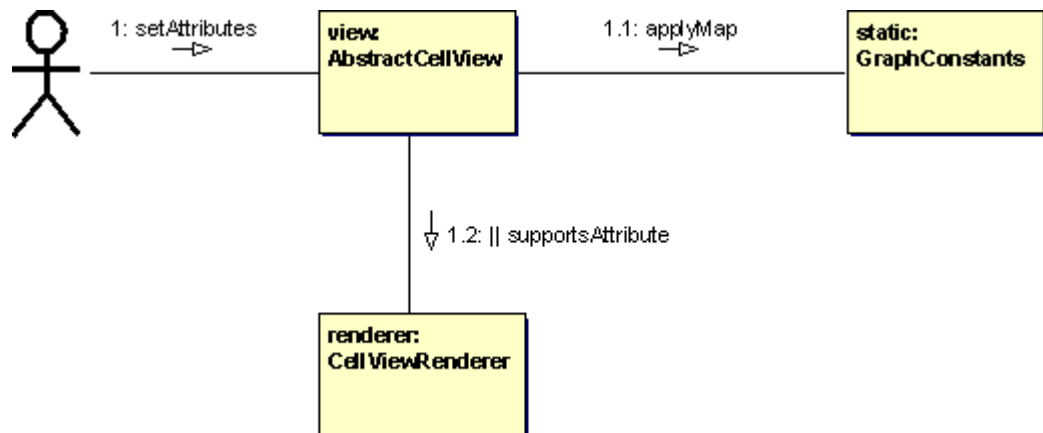 1: setAttributes
view:
AbstractCellView
1.1: applyMap
static:
GraphConstants
1.2: || supportsAttribute
renderer:
CellViewRenderer